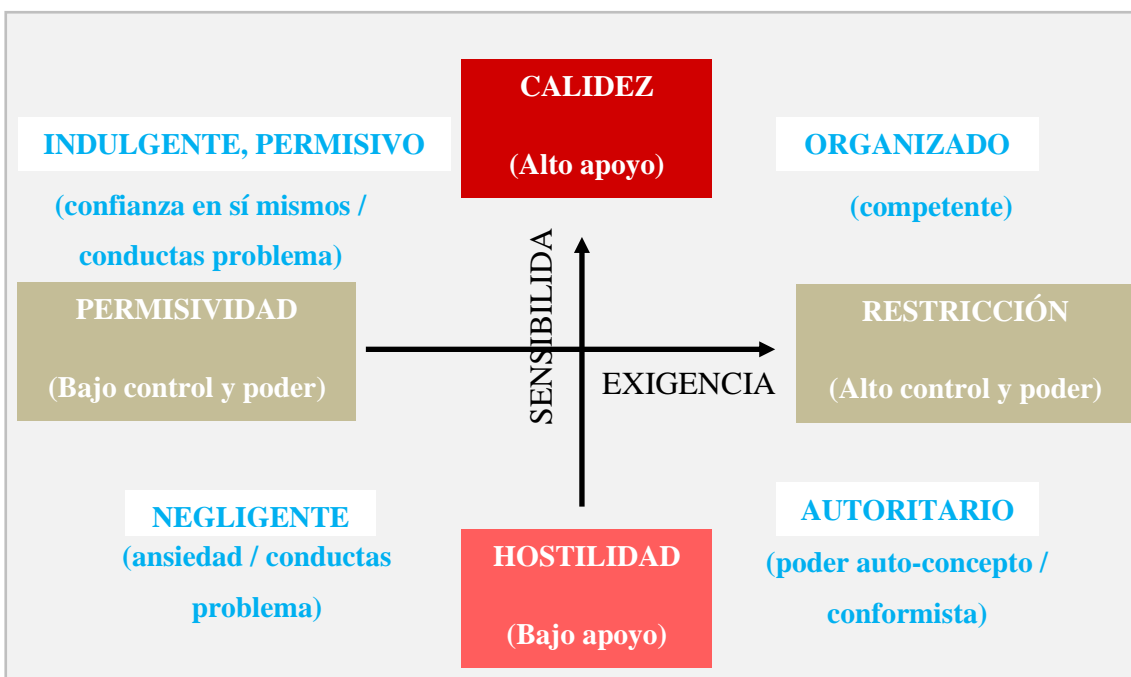 CALIDEZ
(Alto apoyo)
INDULGENTE, PERMISIVO
(confianza en sí mismos /
conductas problema)
ORGANIZADO
(competente)
PERMISIVIDAD
(Bajo control y poder)
SENSIBILIDA
EXIGENCIA
RESTRICCIÓN
(Alto control y poder)
NEGLIGENTE
(ansiedad / conductas
problema)
HOSTILIDAD
(Bajo apoyo)
AUTORITARIO
(poder auto-concepto /
conformista)